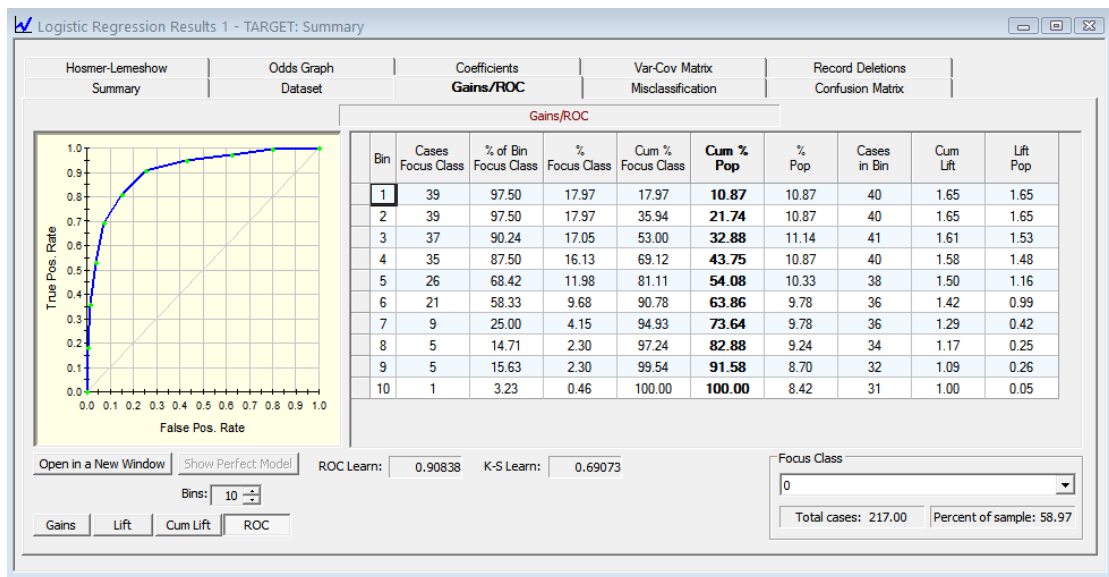 Logistic Regression Results 1 - TARGET: Summary
Hosmer-Lemeshow Odds Graph Coefficients Var-Cov Matrix Record Deletions
Summary Dataset Gains/ROC Misclassification Confusion Matrix
Gains/ROC
True Pos. Rate
1.0
0.9
0.8
0.7
0.6
0.5
0.4
0.3
0.2
0.1
0.0
0.0 0.1 0.2 0.3 0.4 0.5 0.6 0.7 0.8 0.9 1.0
False Pos. Rate
Bin Cases Focus Class % of Bin Focus Class % Focus Class Cum % Focus Class Cum % Pop % Pop Cases in Bin Cum Lift Lift Pop
1 39 97.50 17.97 17.97 10.87 10.87 40 1.65 1.65
2 39 97.50 17.97 35.94 21.74 10.87 40 1.65 1.65
3 37 90.24 17.05 53.00 32.88 11.14 41 1.61 1.53
4 35 87.50 16.13 69.12 43.75 10.87 40 1.58 1.48
5 26 68.42 11.98 81.11 54.08 10.33 38 1.50 1.16
6 21 58.33 9.68 90.78 63.86 9.78 36 1.42 0.99
7 9 25.00 4.15 94.93 73.64 9.78 36 1.29 0.42
8 5 14.71 2.30 97.24 82.88 9.24 34 1.17 0.25
9 5 15.63 2.30 99.54 91.58 8.70 32 1.09 0.26
10 1 3.23 0.46 100.00 100.00 8.42 31 1.00 0.05
Open in a New Window Show Perfect Model ROC Learn: 0.90838 K-S Learn: 0.69073
Bins: 10
Gains Lift Cum Lift ROC
Focus Class
0
Total cases: 217.00 Percent of sample: 58.97